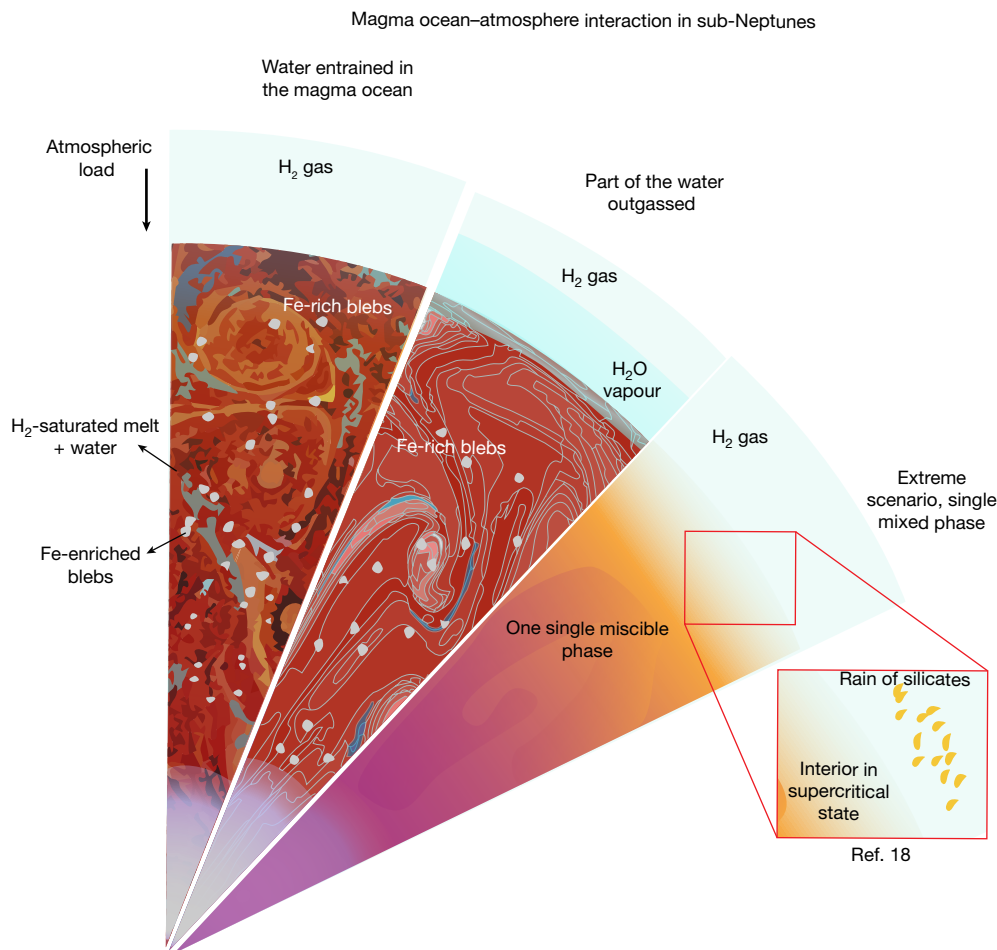 Magma ocean–atmosphere interaction in sub-Neptunes
Water entrained in
the magma ocean
Atmospheric
load
H₂ gas
Part of the water
outgassed
H₂ gas
Fe-rich blebs
H₂O
vapour
H₂ gas
H₂-saturated melt
+ water
Fe-rich blebs
Extreme
scenario, single
mixed phase
Fe-enriched
blebs
One single miscible
phase
Rain of silicates
Interior in
supercritical
state
Ref. 18